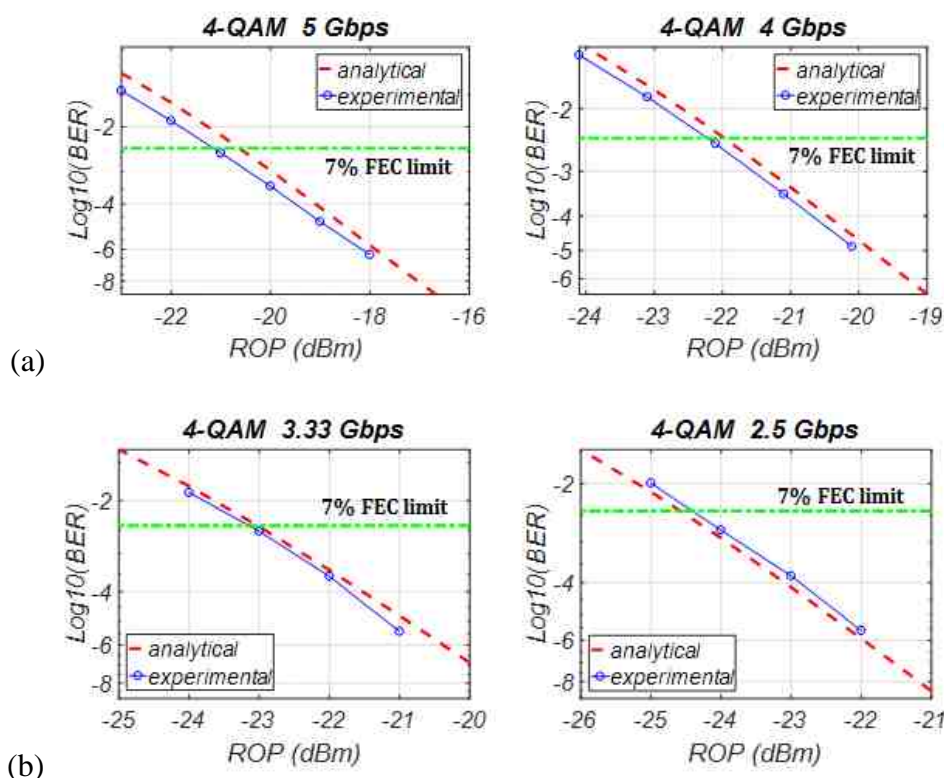 4-QAM 5 Gbps
analytical
experimental
7% FEC limit
Log10(BER)
-2
-4
-6
-8
-22
-20
-18
-16
ROP (dBm)
4-QAM 4 Gbps
analytical
experimental
7% FEC limit
Log10(BER)
-2
-3
-4
-5
-6
-24
-23
-22
-21
-20
-19
ROP (dBm)
(a)
4-QAM 3.33 Gbps
7% FEC limit
analytical
experimental
Log10(BER)
-2
-4
-6
-8
-25
-24
-23
-22
-21
-20
ROP (dBm)
4-QAM 2.5 Gbps
7% FEC limit
analytical
experimental
Log10(BER)
-2
-4
-6
-8
-26
-25
-24
-23
-22
-21
ROP (dBm)
(b)